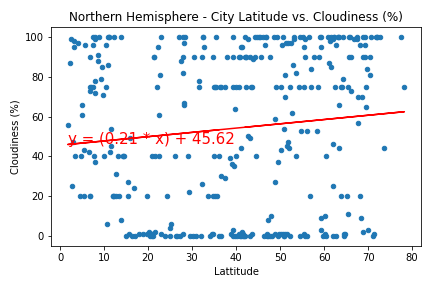 Northern Hemisphere - City Latitude vs. Cloudiness (%)
100
80
60
40
20
0
Cloudiness (%)
y = (0.21 * x) + 45.62
0 10 20 30 40 50 60 70 80
Lattitude